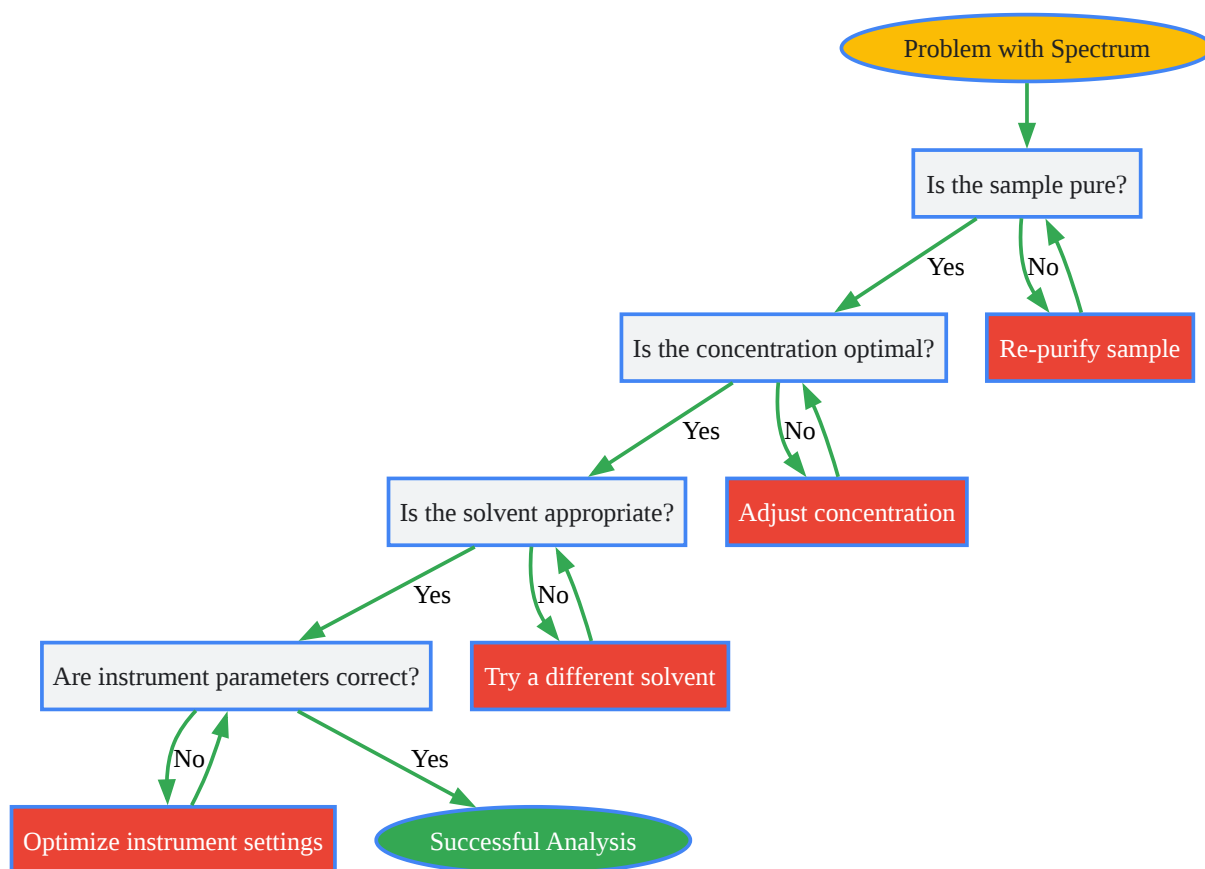 Problem with Spectrum
Is the sample pure?
Yes
No
Is the concentration optimal?
Re-purify sample
Yes
No
Is the solvent appropriate?
Adjust concentration
Yes
No
Are instrument parameters correct?
Try a different solvent
No
Yes
Optimize instrument settings
Successful Analysis